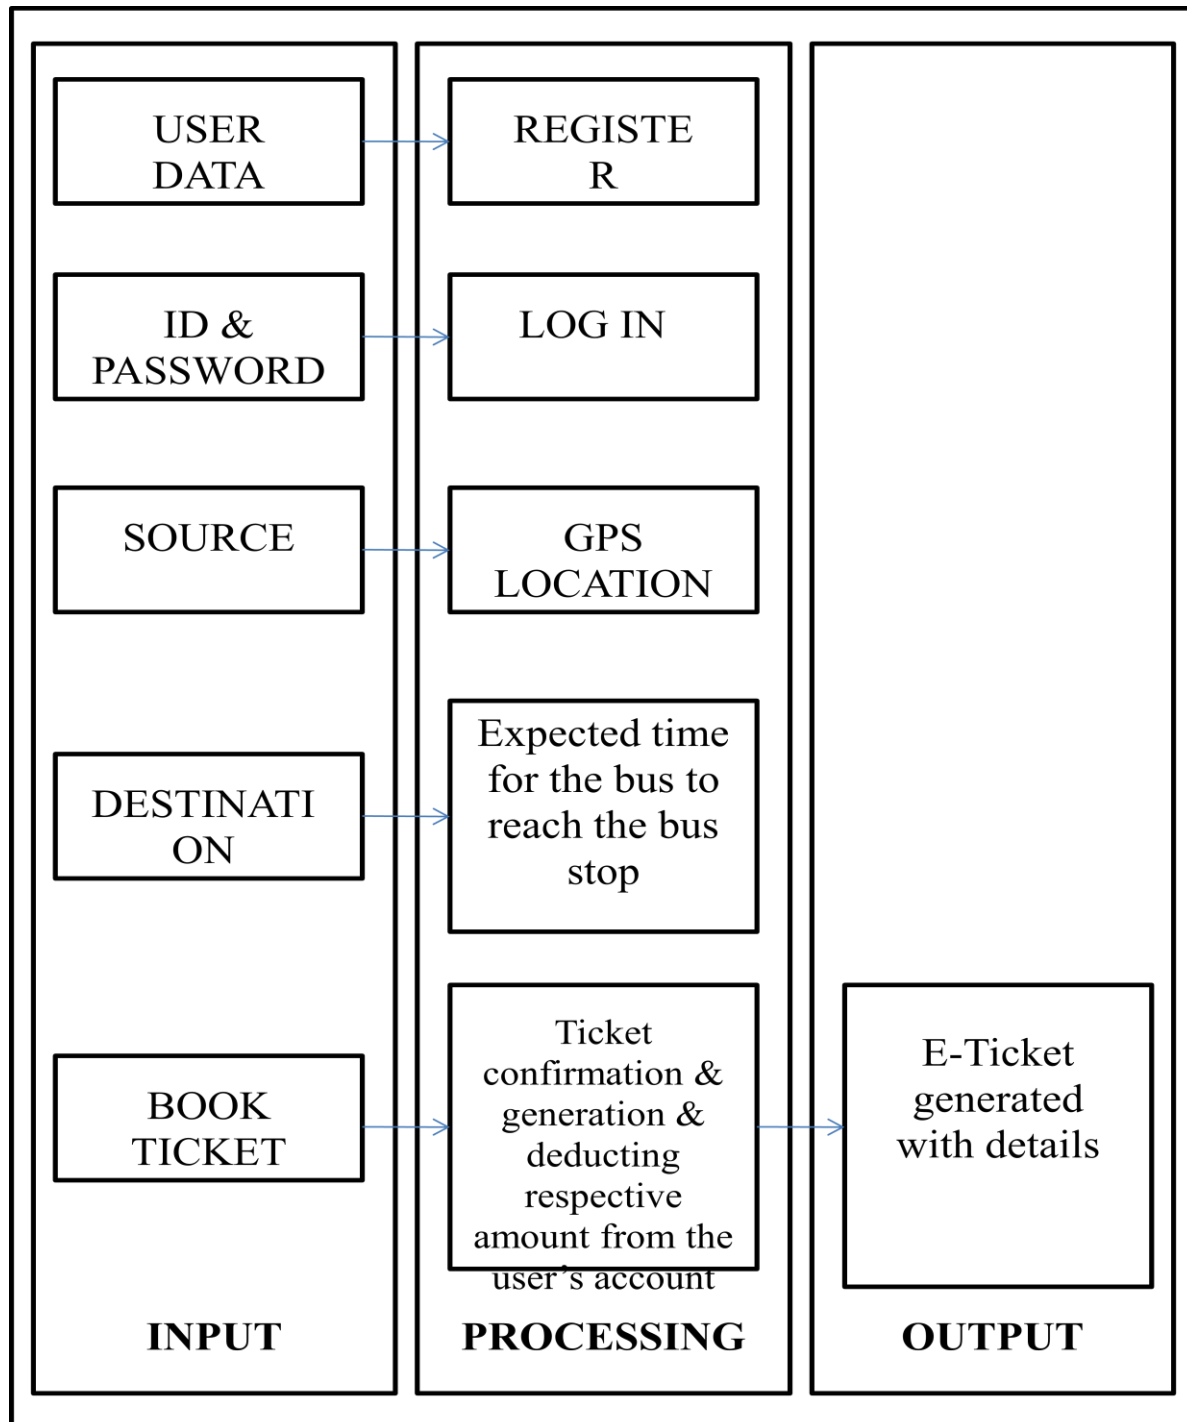 USER
DATA
REGISTE
R
ID &
PASSWORD
LOG IN
SOURCE
GPS
LOCATION
DESTINATI
ON
Expected time
for the bus to
reach the bus
stop
BOOK
TICKET
Ticket
confirmation &
generation &
deducting
respective
amount from the
user’s account
E-Ticket
generated
with details
INPUT
PROCESSING
OUTPUT